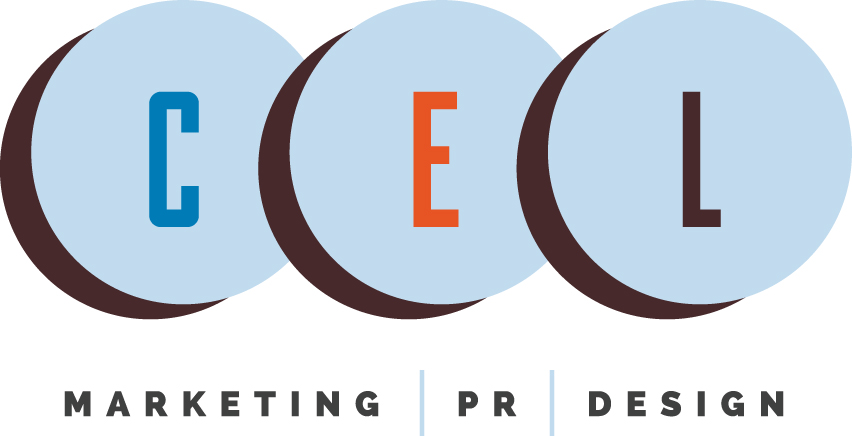 CEL
MARKETING | PR | DESIGN